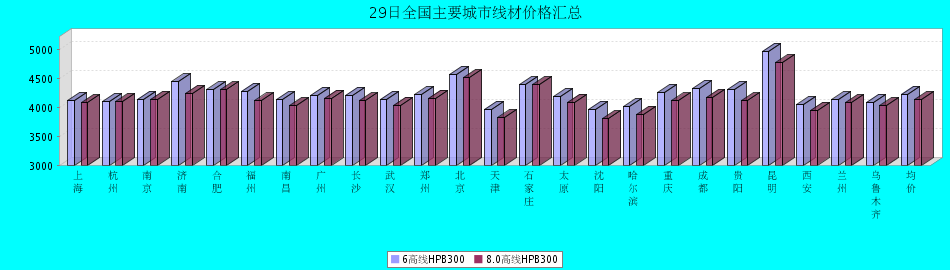 29日全国主要城市线材价格汇总
5000
4500
4000
3500
3000
上海
杭州
南京
济南
合肥
福州
南昌
广州
长沙
武汉
郑州
北京
天津
石家庄
太原
沈阳
哈尔滨
重庆
成都
贵阳
昆明
西安
兰州
乌鲁木齐
均价
6高线HPB300
8.0高线HPB300